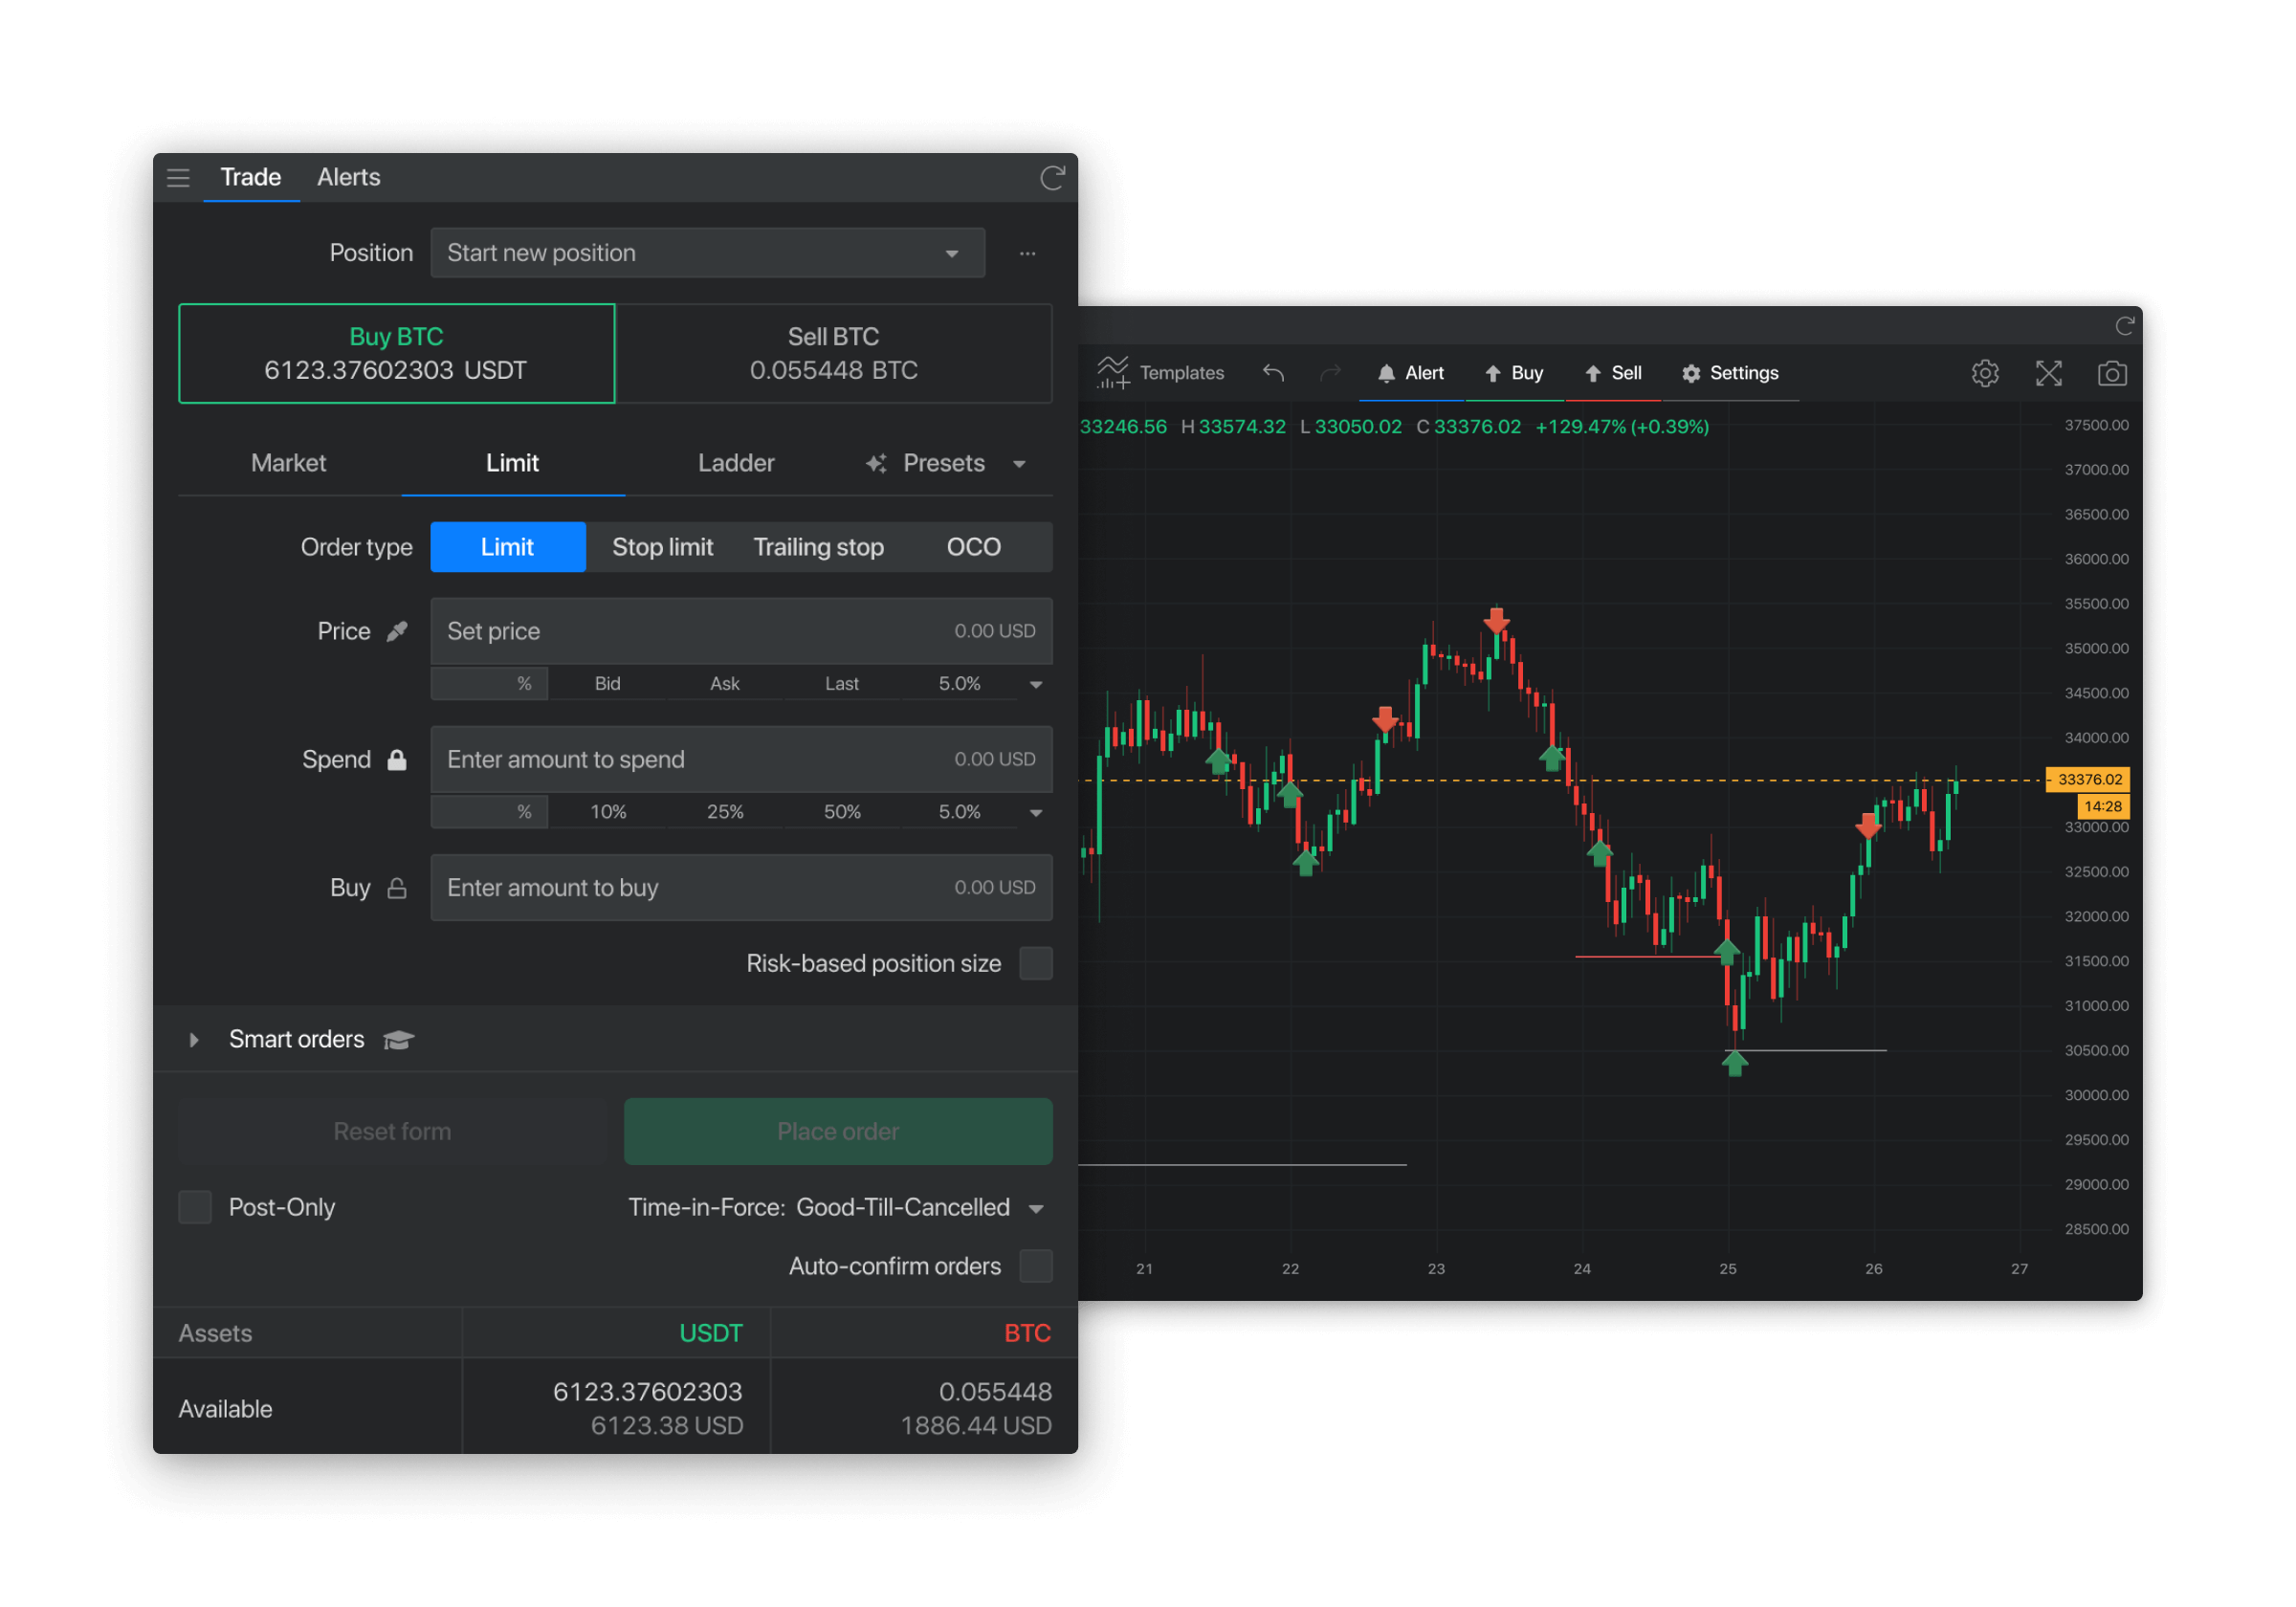 Trade Alerts
Position Start new position ...
Buy BTC
6123.37602303 USDT
Sell BTC
0.055448 BTC
Market Limit Ladder Presets
Order type Limit Stop limit Trailing stop OCO
Price Set price 0.00 USD
% Bid Ask Last 5.0%
Spend Enter amount to spend 0.00 USD
% 10% 25% 50% 5.0%
Buy Enter amount to buy 0.00 USD
Risk-based position size
Smart orders
Reset form Place order
Post-Only Time-in-Force: Good-Till-Cancelled
Auto-confirm orders
Assets USDT BTC
Available 6123.37602303 0.055448
6123.38 USD 1886.44 USD
Templates Alert Buy Sell Settings
33246.56 H33574.32 L33050.02 C33376.02 +129.47% (+0.39%)
37500.00
37000.00
36500.00
36000.00
35500.00
35000.00
34500.00
34000.00
33376.02
14:28
33000.00
32500.00
32000.00
31500.00
31000.00
30500.00
30000.00
29500.00
29000.00
28500.00
21 22 23 24 25 26 27